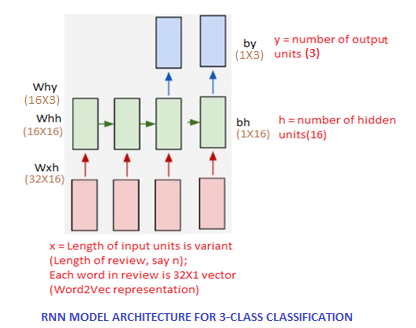 by
(1X3)
y = number of output
units (3)
Why
(16X3)
Whh
(16X16)
bh
(1X16)
h = number of hidden
units(16)
Wxh
(32X16)
x = Length of input units is variant
(Length of review, say n);
Each word in review is 32X1 vector
(Word2Vec representation)
RNN MODEL ARCHITECTURE FOR 3-CLASS CLASSIFICATION